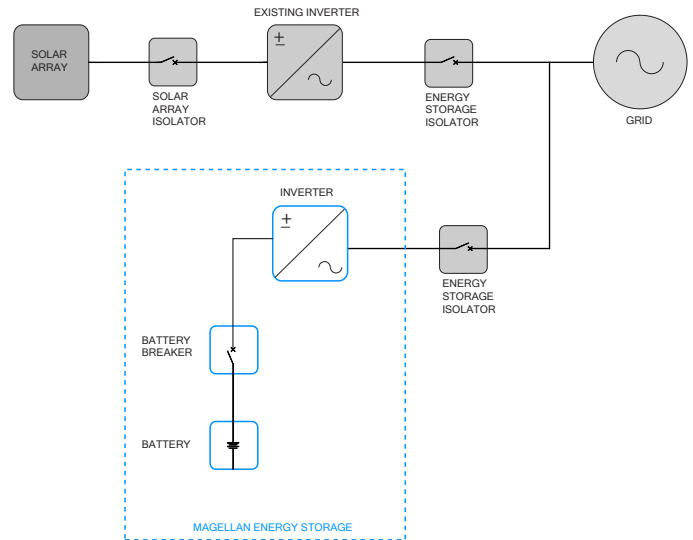 EXISTING INVERTER
SOLAR
ARRAY
SOLAR
ARRAY
ISOLATOR
ENERGY
STORAGE
ISOLATOR
GRID
INVERTER
ENERGY
STORAGE
ISOLATOR
BATTERY
BREAKER
BATTERY
MAGELLAN ENERGY STORAGE